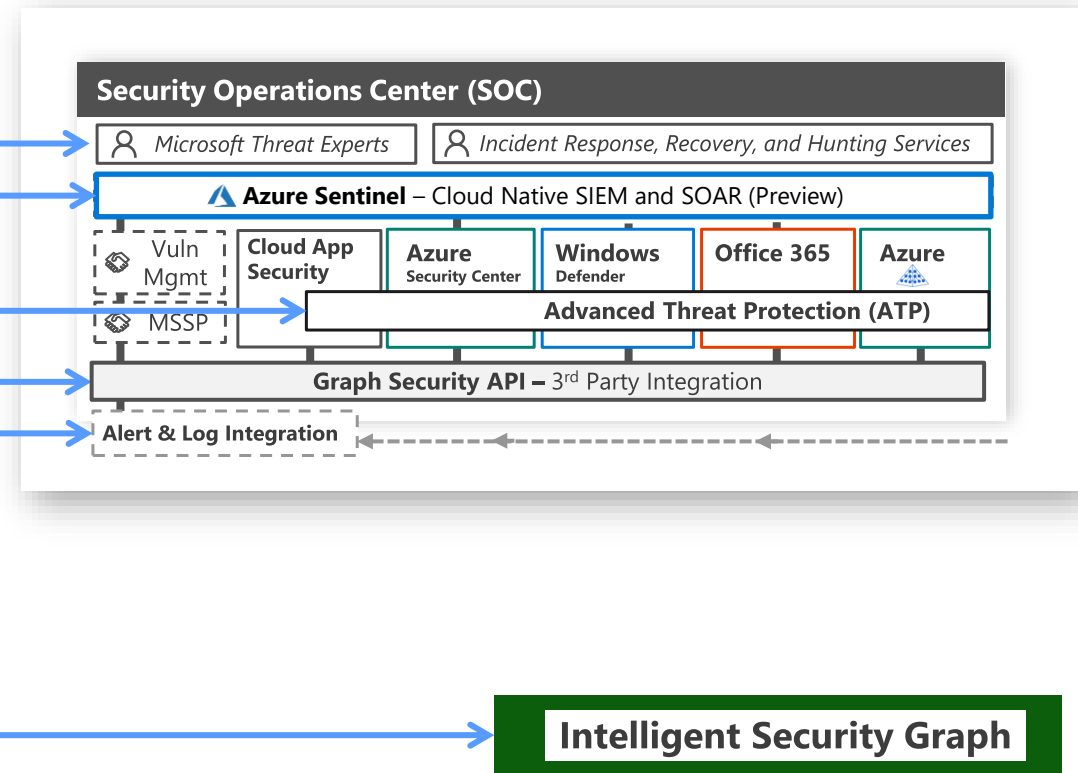 Security Operations Center (SOC)
Microsoft Threat Experts
Incident Response, Recovery, and Hunting Services
Azure Sentinel – Cloud Native SIEM and SOAR (Preview)
Vuln
Mgmt
MSSP
Cloud App
Security
Azure
Security Center
Windows
Defender
Office 365
Azure
Advanced Threat Protection (ATP)
Graph Security API – 3rd Party Integration
Alert & Log Integration
Intelligent Security Graph